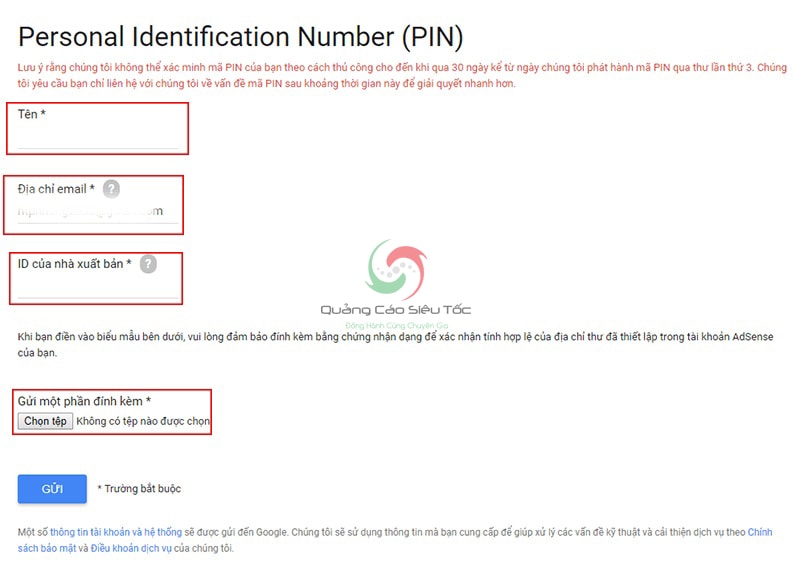 Personal Identification Number (PIN)
Lưu ý rằng chúng tôi không thể xác minh mã PIN của bạn theo cách thủ công cho đến khi qua 30 ngày kể từ ngày chúng tôi phát hành mã PIN qua thư lần thứ 3. Chúng
tôi yêu cầu bạn chỉ liên hệ với chúng tôi về vấn đề mã PIN sau khoảng thời gian này để giải quyết nhanh hơn.
Tên *
Địa chỉ email * ?
ID của nhà xuất bản * ?
Quảng Cáo Siêu Tốc
Đồng Hành Cùng Chuyên Gia
Khi bạn điền vào biểu mẫu bên dưới, vui lòng đảm bảo đính kèm bằng chứng nhận dạng để xác nhận tính hợp lệ của địa chỉ thư đã thiết lập trong tài khoản AdSense
của bạn.
Gửi một phần đính kèm *
Chọn tệp Không có tệp nào được chọn
GỬI * Trường bắt buộc
Một số thông tin tài khoản và hệ thống sẽ được gửi đến Google. Chúng tôi sẽ sử dụng thông tin mà bạn cung cấp để giúp xử lý các vấn đề kỹ thuật và cải thiện dịch vụ theo Chính
sách bảo mật và Điều khoản dịch vụ của chúng tôi.